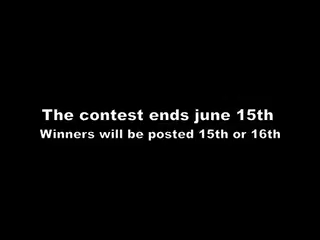 The contest ends june 15th
Winners will be posted 15th or 16th